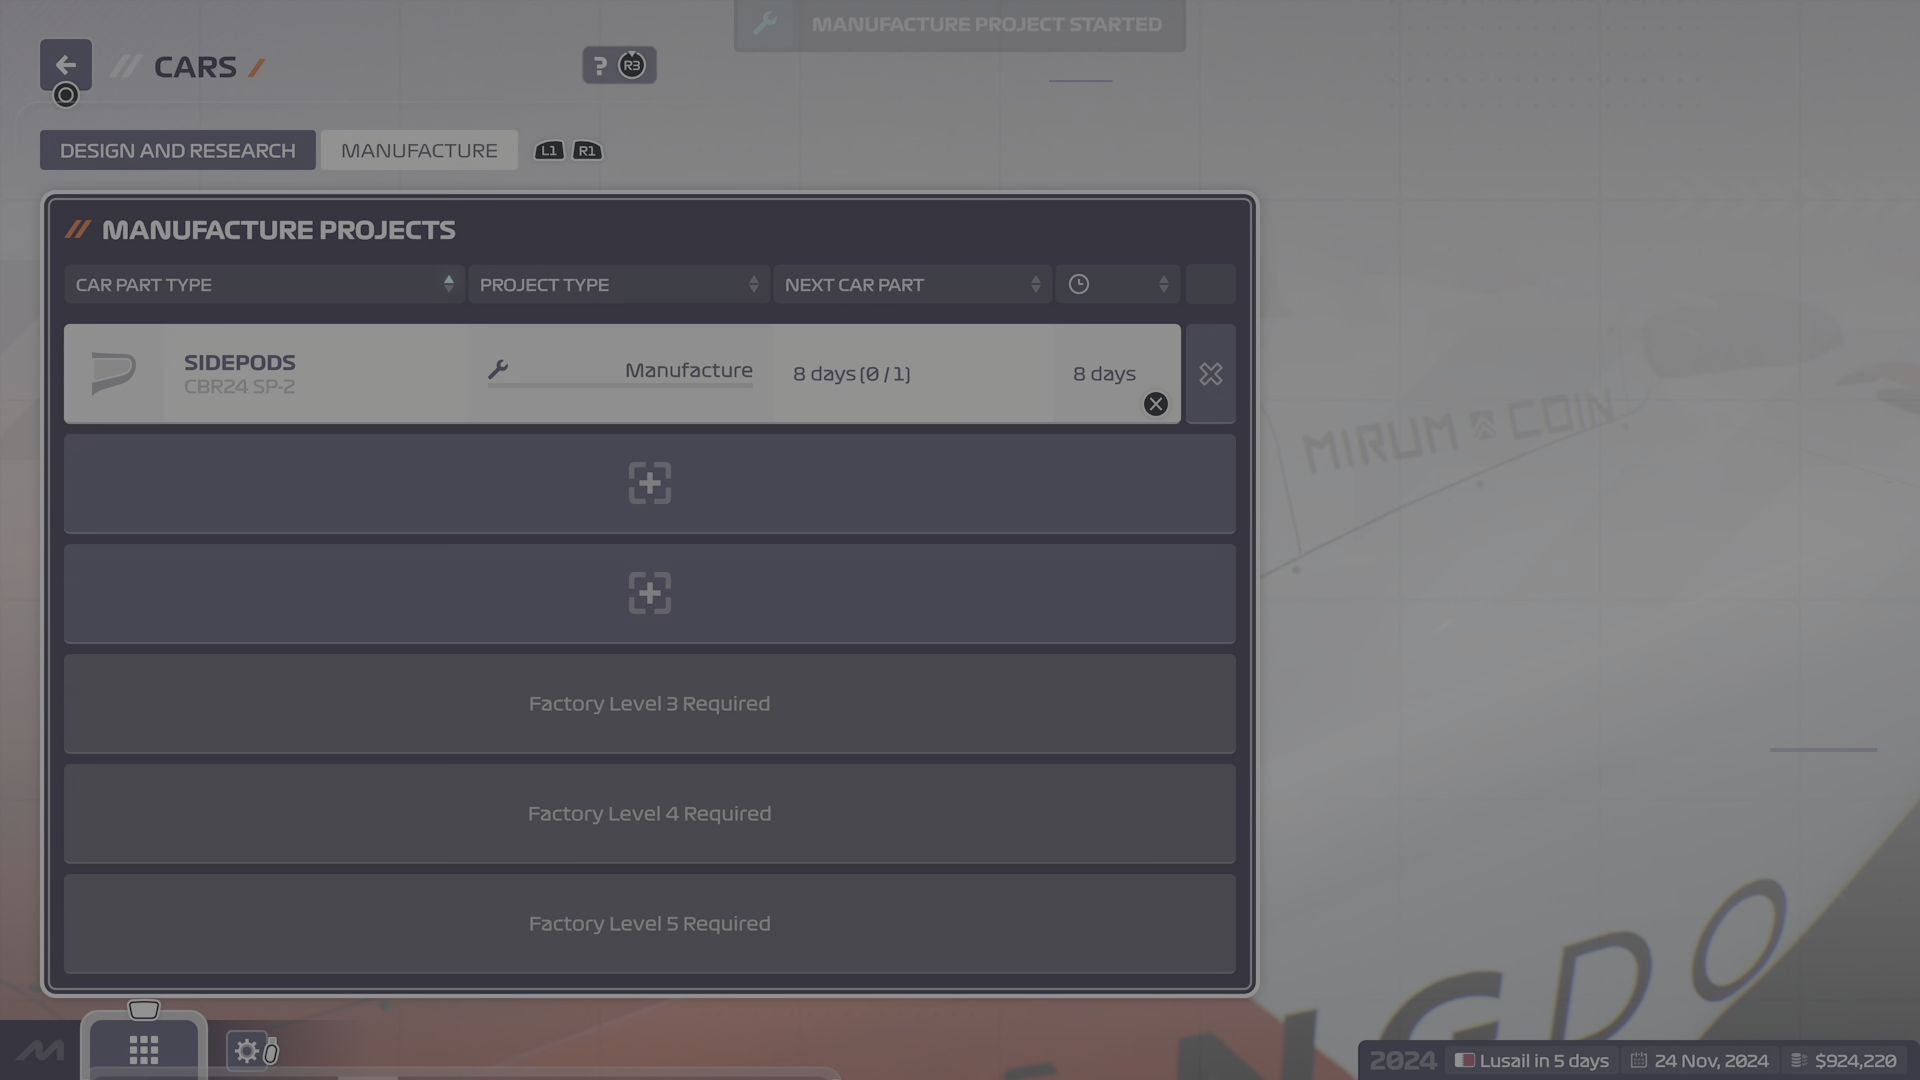 MANUFACTURE PROJECT STARTED
CARS
? R3
DESIGN AND RESEARCH
MANUFACTURE
L1 R1
MANUFACTURE PROJECTS
CAR PART TYPE
PROJECT TYPE
NEXT CAR PART
SIDEPODS
CBR24 SP-2
Manufacture
8 days (0 / 1)
8 days
MIRUM COIN
Factory Level 3 Required
Factory Level 4 Required
Factory Level 5 Required
NGDO
2024
Lusail in 5 days
24 Nov, 2024
$924,220